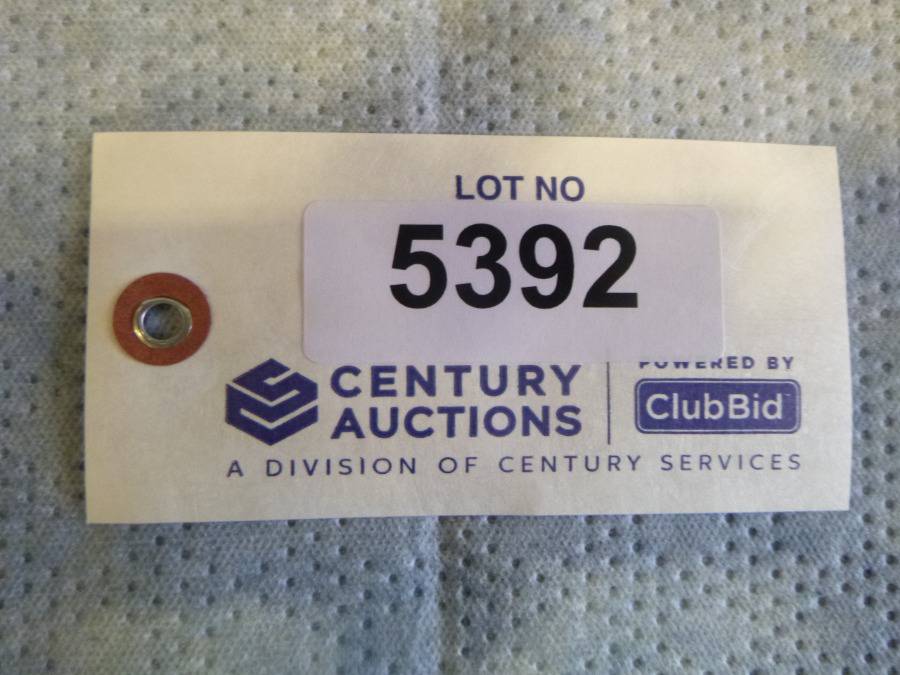 LOT NO
5392
CENTURY
AUCTIONS
POWERED BY
ClubBid
A DIVISION OF CENTURY SERVICES